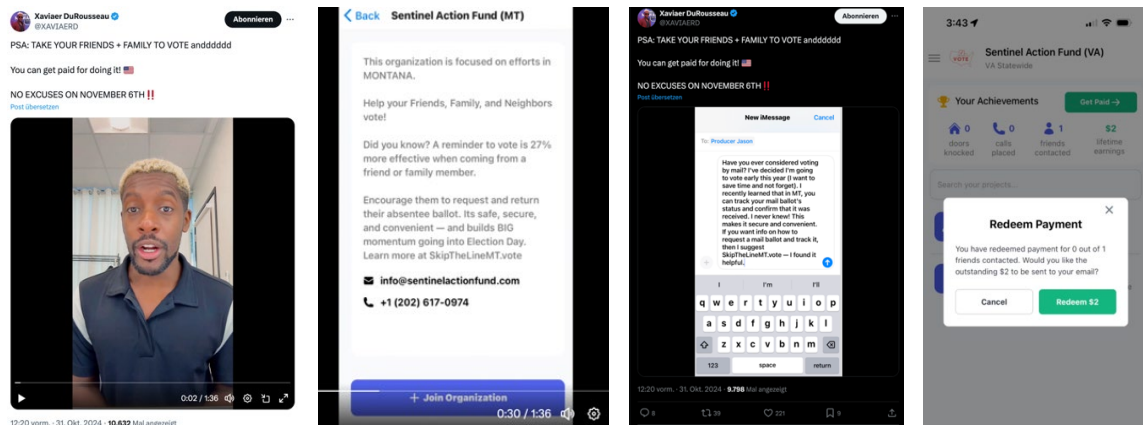 Xaviaer DuRousseau
@XAVIAERD
Abonnieren
PSA: TAKE YOUR FRIENDS + FAMILY TO VOTE andddddd
You can get paid for doing it! 🇺🇸
NO EXCUSES ON NOVEMBER 6TH ‼️
Post übersetzen
0:02 / 1:36
12:20 vorm. · 31. Okt. 2024 · 10.632 Mal angezeigt
Back
Sentinel Action Fund (MT)
This organization is focused on efforts in
MONTANA.
Help your Friends, Family, and Neighbors
vote!
Did you know? A reminder to vote is 27%
more effective when coming from a
friend or family member.
Encourage them to request and return
their absentee ballot. Its safe, secure,
and convenient — and builds BIG
momentum going into Election Day.
Learn more at SkipTheLineMT.vote
info@sentinelactionfund.com
+1 (202) 617-0974
+ Join Organization
0:30 / 1:36
Xaviaer DuRousseau
@XAVIAERD
Abonnieren
PSA: TAKE YOUR FRIENDS + FAMILY TO VOTE andddddd
You can get paid for doing it! 🇺🇸
NO EXCUSES ON NOVEMBER 6TH ‼️
Post übersetzen
New iMessage
Cancel
To: Producer Jason
Have you ever considered voting
by mail? I've decided I'm going
to vote early this year (I want to
save time and not forget). I
recently learned that in MT, you
can track your mail ballot's
status and confirm that it was
received. I never knew! This
makes it secure and convenient.
If you want info on how to
request a mail ballot and track it,
then I suggest
SkipTheLineMT.vote — I found it
helpful.
I I'm I'll
q w e r t y u i o p
a s d f g h j k l
z x c v b n m
123 space return
12:20 vorm. · 31. Okt. 2024 · 9.798 Mal angezeigt
8 39 221 9
3:43
VOTE
Sentinel Action Fund (VA)
VA Statewide
Your Achievements
Get Paid →
0 0 1 $2
doors knocked
calls placed
friends contacted
lifetime earnings
Search your projects...
Redeem Payment
You have redeemed payment for 0 out of 1
friends contacted. Would you like the
outstanding $2 to be sent to your email?
Cancel
Redeem $2